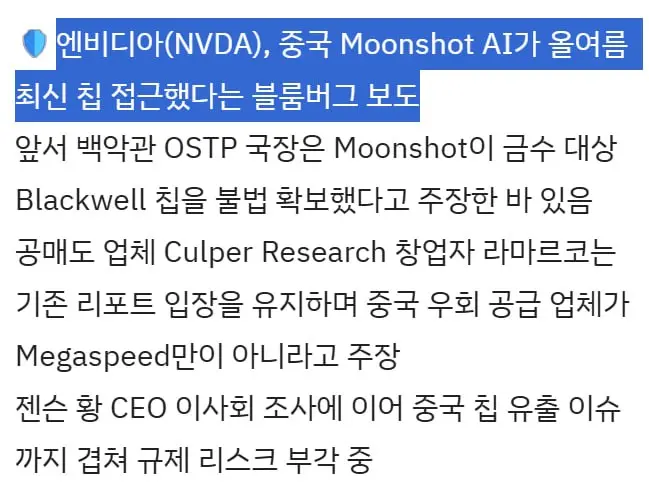 🛡️엔비디아(NVDA), 중국 Moonshot AI가 올여름
최신 칩 접근했다는 블룸버그 보도
앞서 백악관 OSTP 국장은 Moonshot이 금수 대상
Blackwell 칩을 불법 확보했다고 주장한 바 있음
공매도 업체 Culper Research 창업자 라마르코는
기존 리포트 입장을 유지하며 중국 우회 공급 업체가
Megaspeed만이 아니라고 주장
젠슨 황 CEO 이사회 조사에 이어 중국 칩 유출 이슈
까지 겹쳐 규제 리스크 부각 중